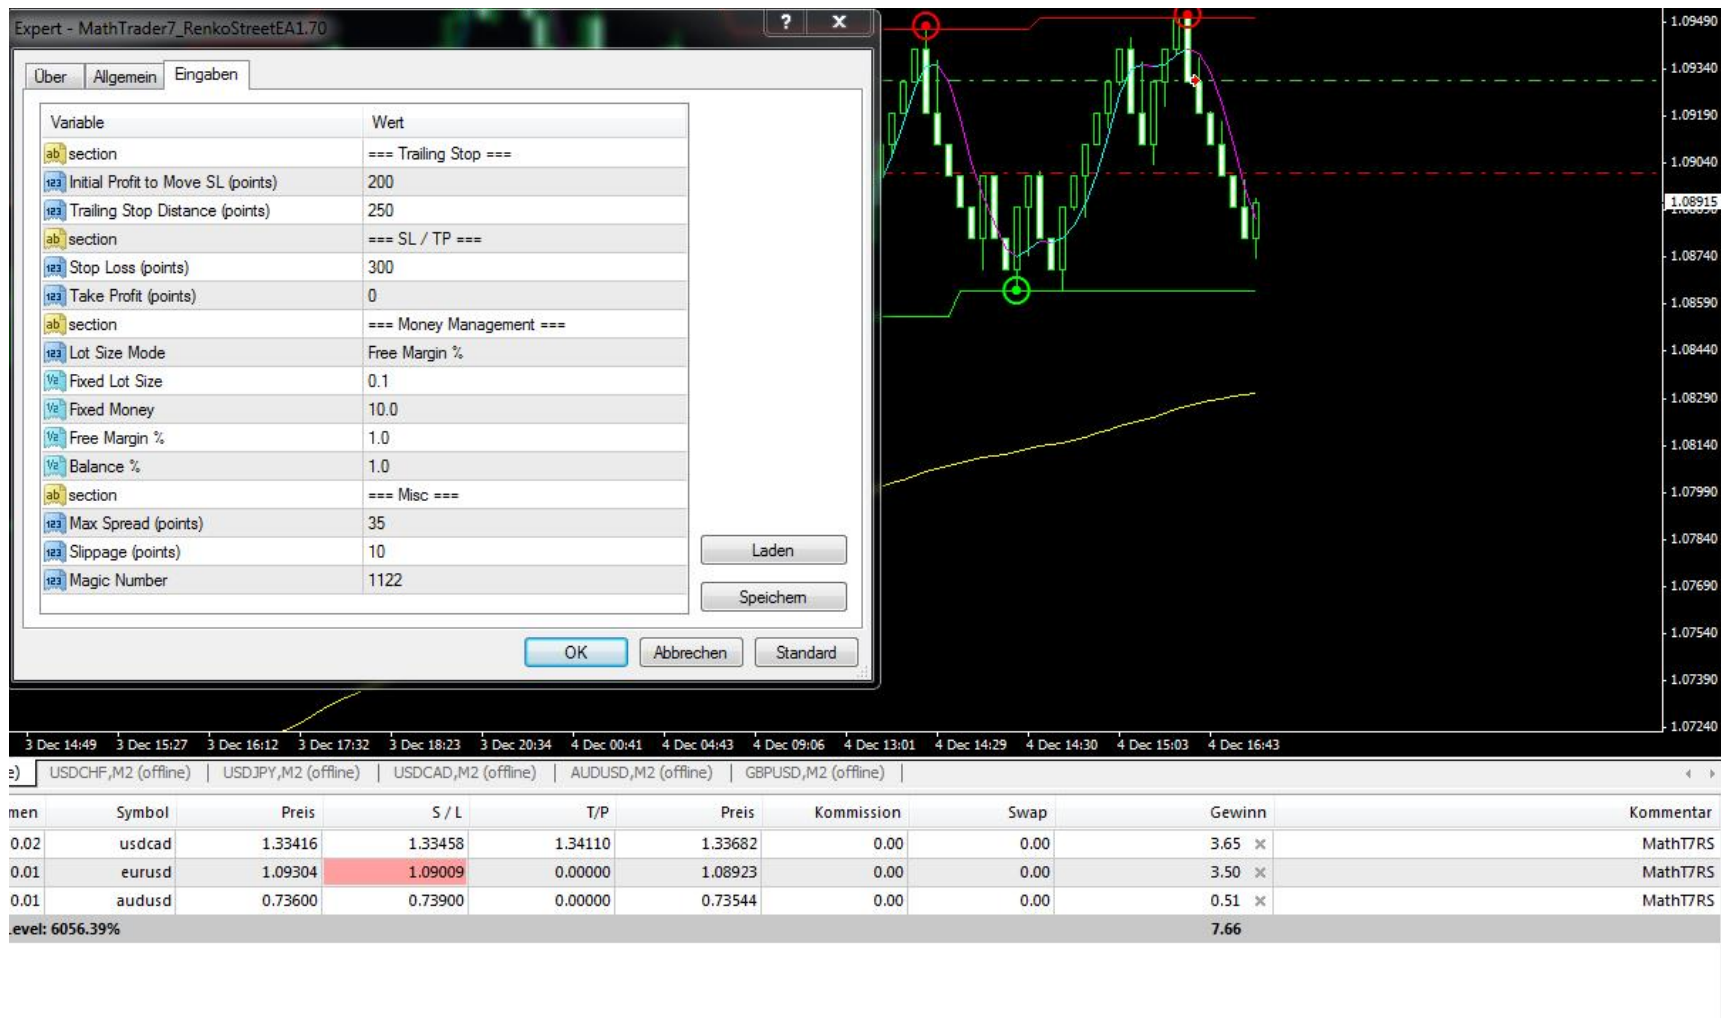 Expert - MathTrader7_RenkoStreetEA1.70
? X
Über Allgemein Eingaben
Variable Wert
section === Trailing Stop ===
Initial Profit to Move SL (points) 200
Trailing Stop Distance (points) 250
section === SL / TP ===
Stop Loss (points) 300
Take Profit (points) 0
section === Money Management ===
Lot Size Mode Free Margin %
Fixed Lot Size 0.1
Fixed Money 10.0
Free Margin % 1.0
Balance % 1.0
section === Misc ===
Max Spread (points) 35
Slippage (points) 10
Magic Number 1122
Laden
Speichern
OK Abbrechen Standard
1.09490
1.09340
1.09190
1.09040
1.08915
1.08740
1.08590
1.08440
1.08290
1.08140
1.07990
1.07840
1.07690
1.07540
1.07390
1.07240
3 Dec 14:49 3 Dec 15:27 3 Dec 16:12 3 Dec 17:32 3 Dec 18:23 3 Dec 20:34 4 Dec 00:41 4 Dec 04:43 4 Dec 09:06 4 Dec 13:01 4 Dec 14:29 4 Dec 14:30 4 Dec 15:03 4 Dec 16:43
e) USDCHF,M2 (offline) | USDJPY,M2 (offline) | USDCAD,M2 (offline) | AUDUSD,M2 (offline) | GBPUSD,M2 (offline) |
men Symbol Preis S / L T/P Preis Kommission Swap Gewinn Kommentar
0.02 usdcad 1.33416 1.33458 1.34110 1.33682 0.00 0.00 3.65 MathT7RS
0.01 eurusd 1.09304 1.09009 0.00000 1.08923 0.00 0.00 3.50 MathT7RS
0.01 audusd 0.73600 0.73900 0.00000 0.73544 0.00 0.00 0.51 MathT7RS
evel: 6056.39% 7.66